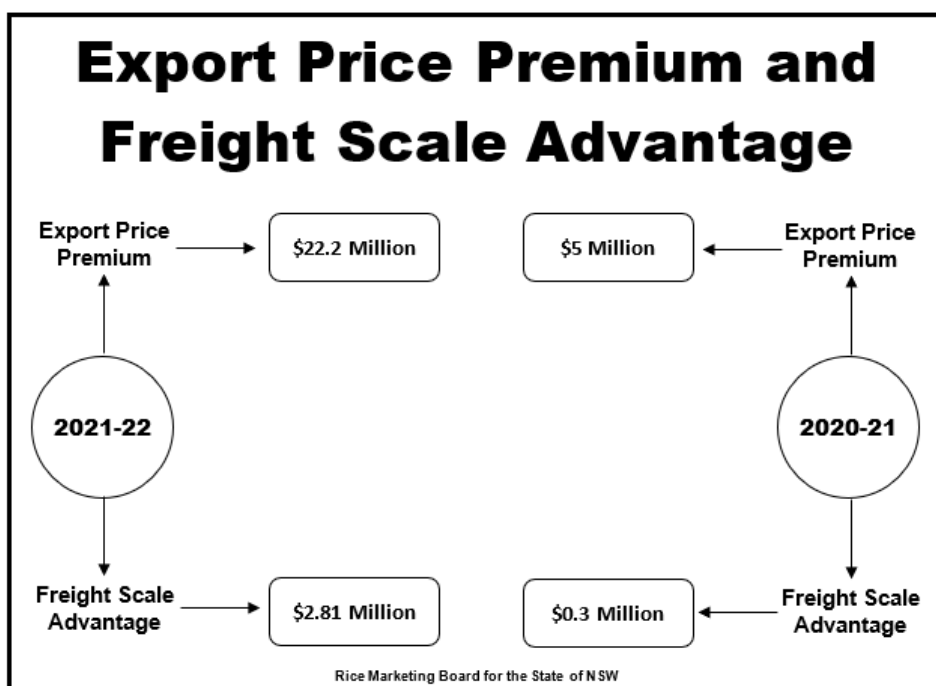 Export Price Premium and
Freight Scale Advantage
Export Price
Premium
$22.2 Million
$5 Million
Export Price
Premium
2021-22
2020-21
Freight Scale
Advantage
$2.81 Million
$0.3 Million
Freight Scale
Advantage
Rice Marketing Board for the State of NSW